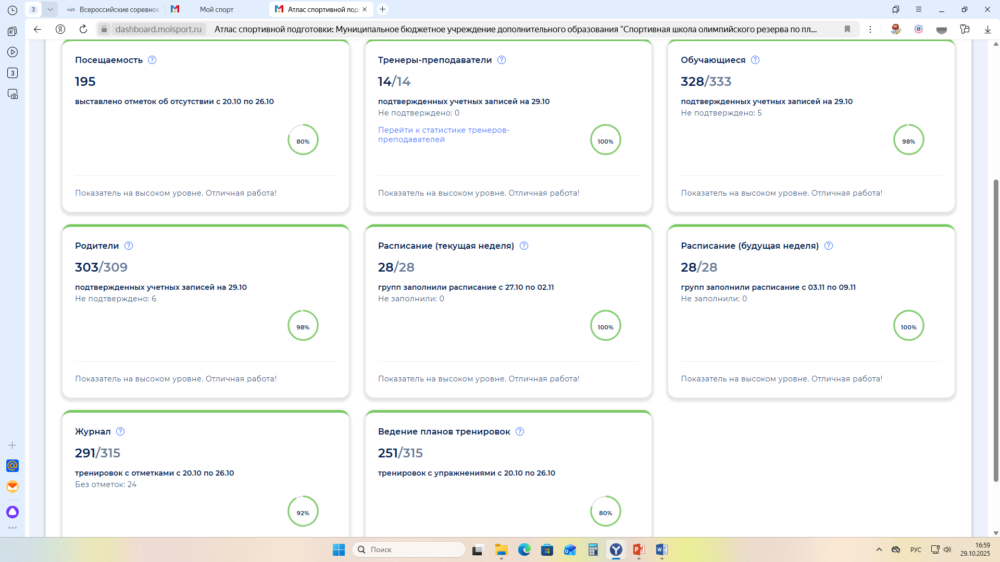 3
Всероссийские соревно
Мой спорт
Атлас спортивной под
dashboard.moisport.ru
Атлас спортивной подготовки: Муниципальное бюджетное учреждение дополнительного образования "Спортивная школа олимпийского резерва по пл...
3
Посещаемость ?
195
выставлено отметок об отсутствии с 20.10 по 26.10
80%
Показатель на высоком уровне. Отличная работа!
Тренеры-преподаватели ?
14/14
подтвержденных учетных записей на 29.10
Не подтверждено: 0
Перейти к статистике тренеров-
преподавателей
100%
Показатель на высоком уровне. Отличная работа!
Обучающиеся ?
328/333
подтвержденных учетных записей на 29.10
Не подтверждено: 5
98%
Показатель на высоком уровне. Отличная работа!
Родители ?
303/309
подтвержденных учетных записей на 29.10
Не подтверждено: 6
98%
Показатель на высоком уровне. Отличная работа!
Расписание (текущая неделя) ?
28/28
групп заполнили расписание с 27.10 по 02.11
Не заполнили: 0
100%
Показатель на высоком уровне. Отличная работа!
Расписание (будущая неделя) ?
28/28
групп заполнили расписание с 03.11 по 09.11
Не заполнили: 0
100%
Показатель на высоком уровне. Отличная работа!
Журнал ?
291/315
тренировок с отметками с 20.10 по 26.10
Без отметок: 24
92%
Ведение планов тренировок ?
251/315
тренировок с упражнениями с 20.10 по 26.10
80%
Поиск
РУС
16:59
29.10.2025